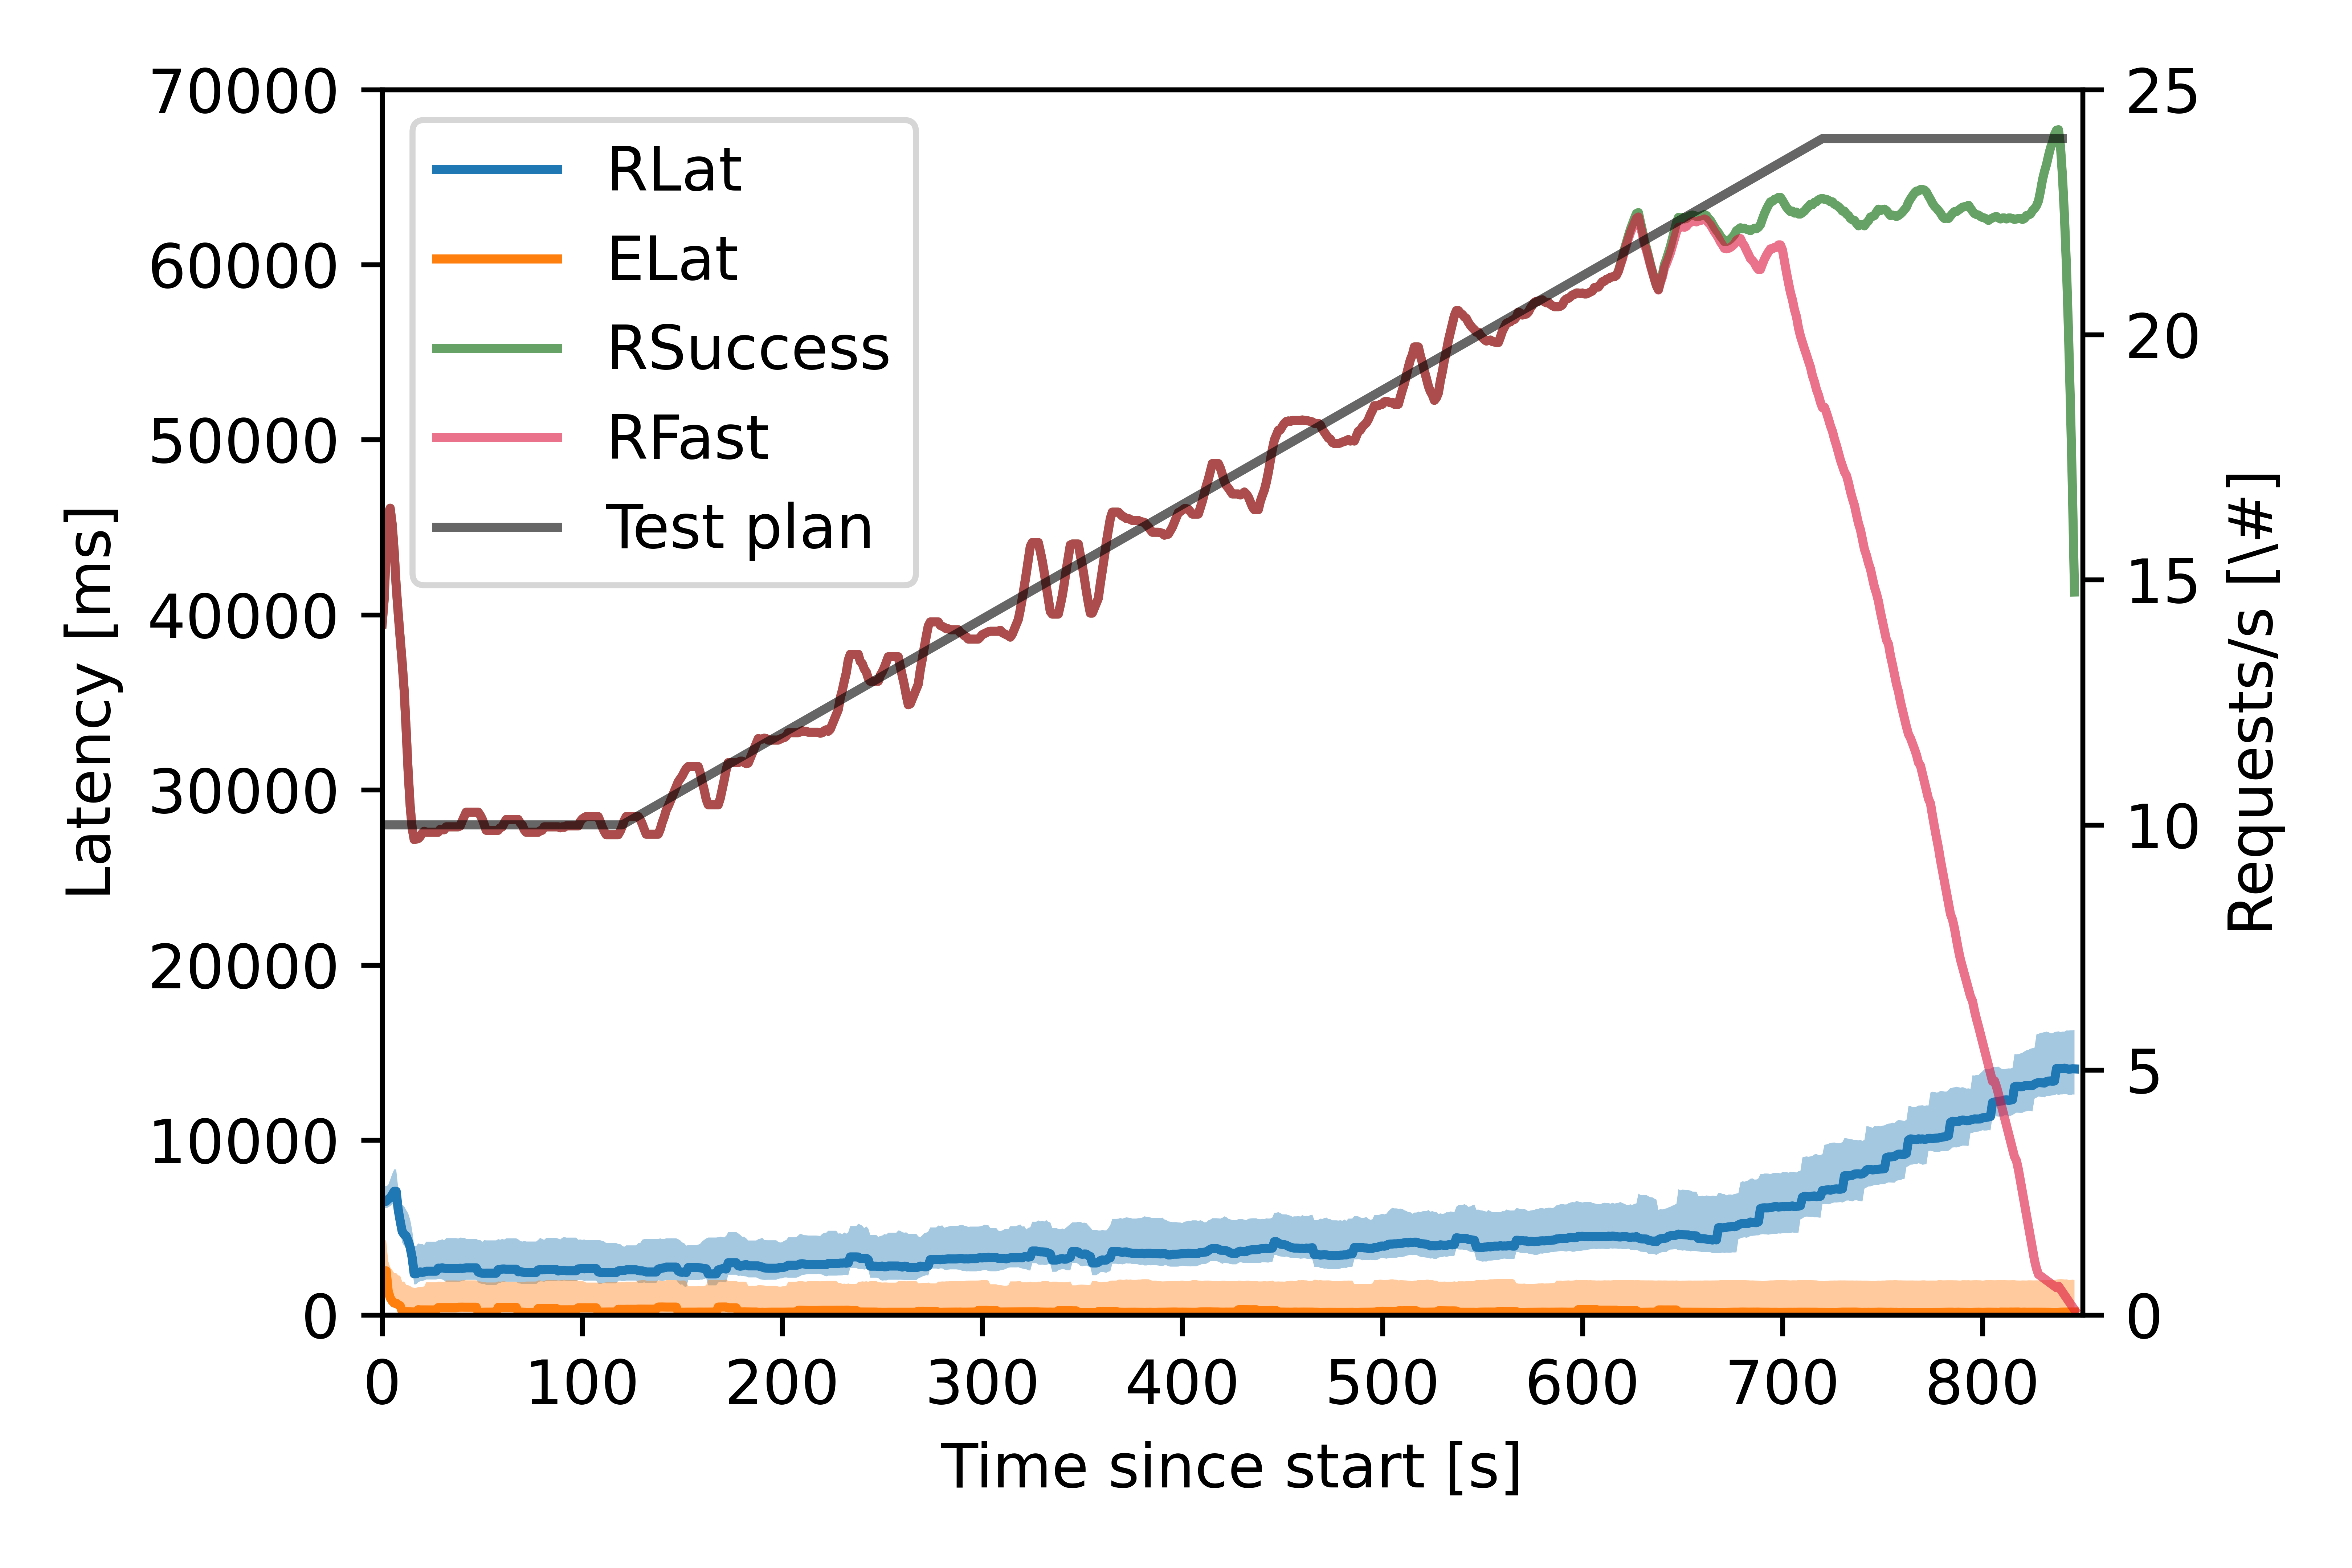 70000
60000
50000
40000
30000
20000
10000
0
Latency [ms]
RLat
ELat
RSuccess
RFast
Test plan
25
20
15
10
5
0
Requests/s [\#]
0 100 200 300 400 500 600 700 800
Time since start [s]